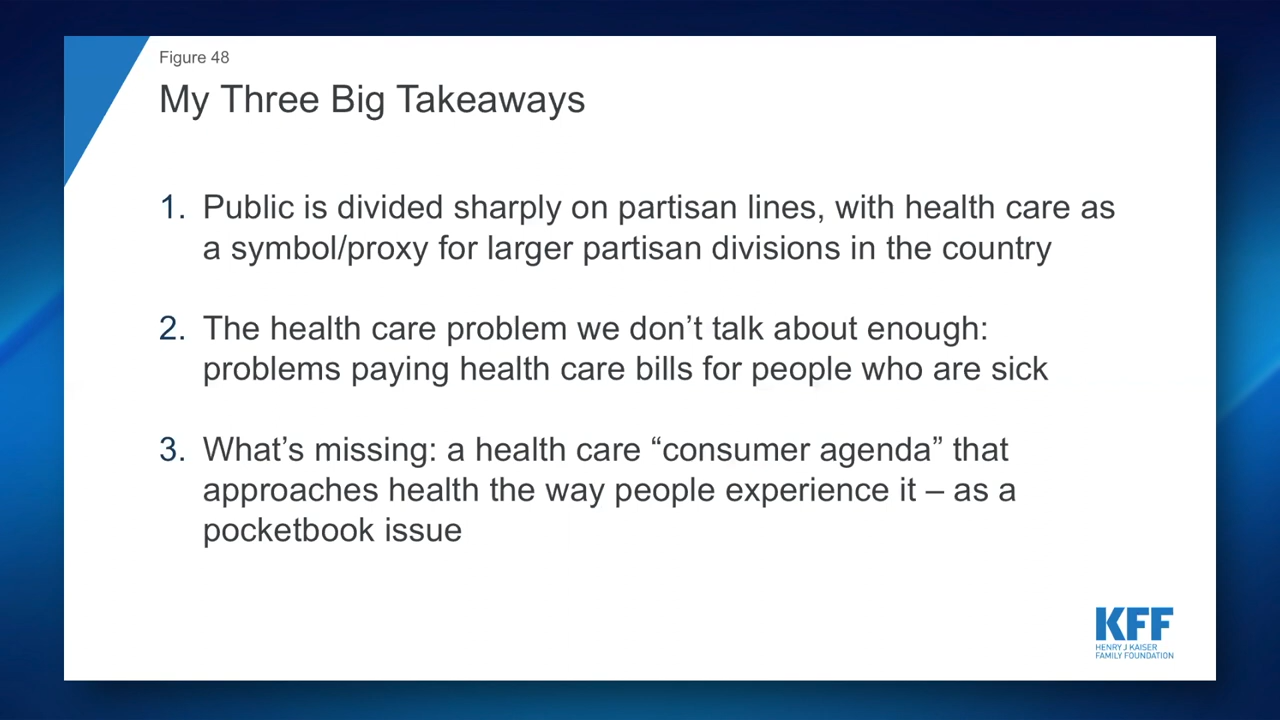 Figure 48
My Three Big Takeaways
1. Public is divided sharply on partisan lines, with health care as
a symbol/proxy for larger partisan divisions in the country
2. The health care problem we don’t talk about enough:
problems paying health care bills for people who are sick
3. What’s missing: a health care “consumer agenda” that
approaches health the way people experience it – as a
pocketbook issue
KFF
HENRY J KAISER
FAMILY FOUNDATION